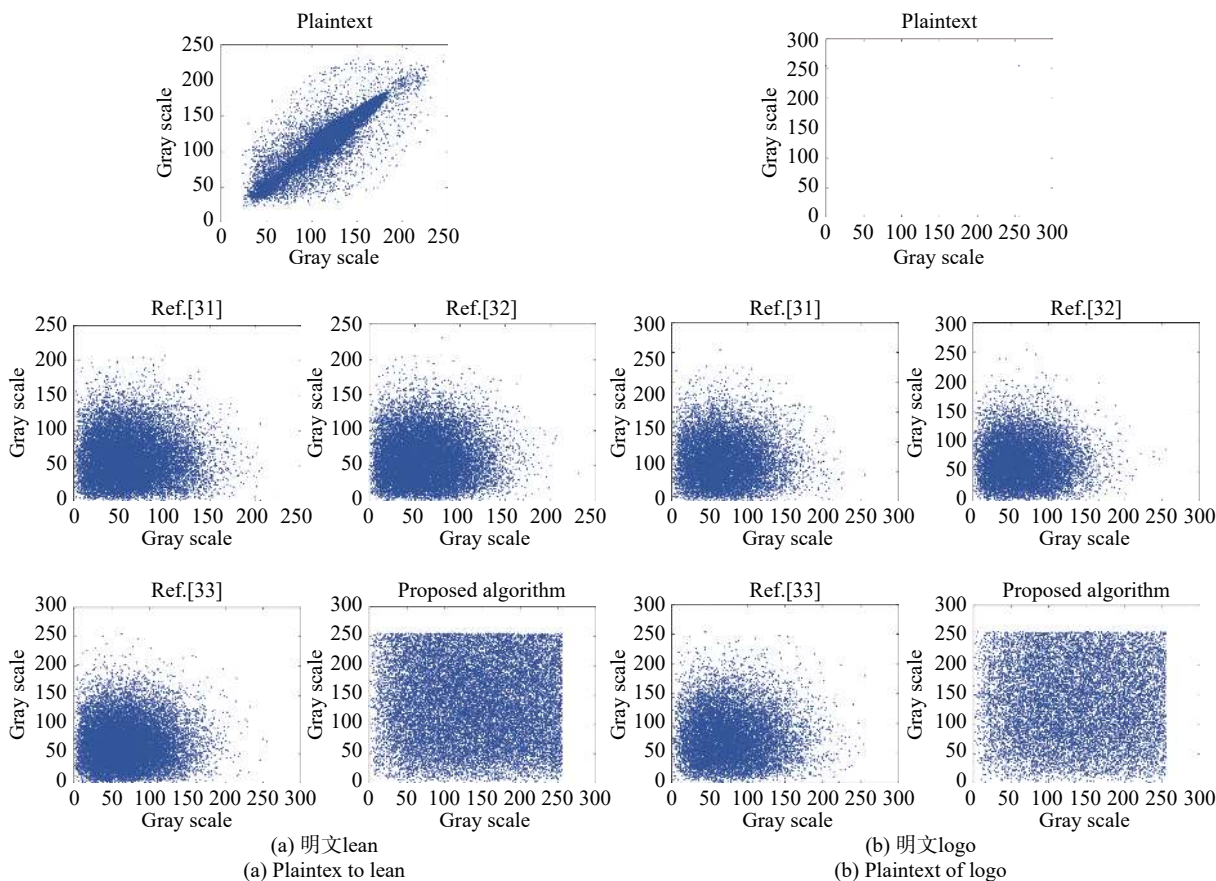 Plaintext
250
200
150
100
50
0
Gray scale
0 50 100 150 200 250
Gray scale
Plaintext
300
250
200
150
100
50
0
Gray scale
0 50 100 150 200 250 300
Gray scale
Ref.[31]
250
200
150
100
50
0
Gray scale
0 50 100 150 200 250
Gray scale
Ref.[32]
250
200
150
100
50
0
Gray scale
0 50 100 150 200 250
Gray scale
Ref.[31]
300
250
200
150
100
50
0
Gray scale
0 50 100 150 200 250 300
Gray scale
Ref.[32]
300
250
200
150
100
50
0
Gray scale
0 50 100 150 200 250 300
Gray scale
Ref.[33]
300
250
200
150
100
50
0
Gray scale
0 50 100 150 200 250 300
Gray scale
Proposed algorithm
300
250
200
150
100
50
0
Gray scale
0 50 100 150 200 250 300
Gray scale
Ref.[33]
300
250
200
150
100
50
0
Gray scale
0 50 100 150 200 250 300
Gray scale
Proposed algorithm
300
250
200
150
100
50
0
Gray scale
0 50 100 150 200 250 300
Gray scale
(a) 明文lean
(a) Plaintex to lean
(b) 明文logo
(b) Plaintext of logo